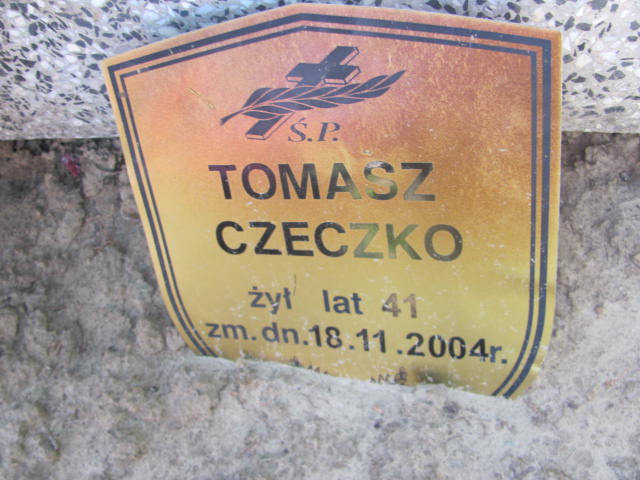 Ś.P.
TOMASZ
CZECZKO
żył lat 41
zm.dn.18.11.2004r.